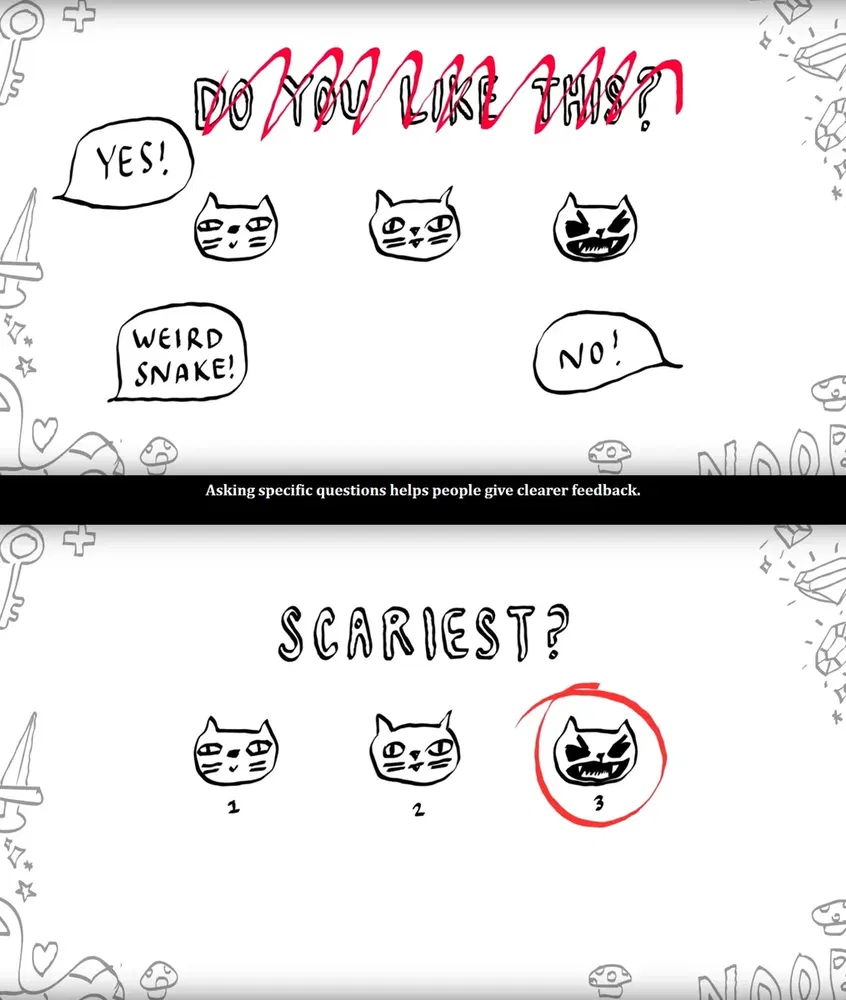 DO YOU LIKE THIS?
YES!
WEIRD
SNAKE!
NO!
Asking specific questions helps people give clearer feedback.
SCARIEST?
1
2
3